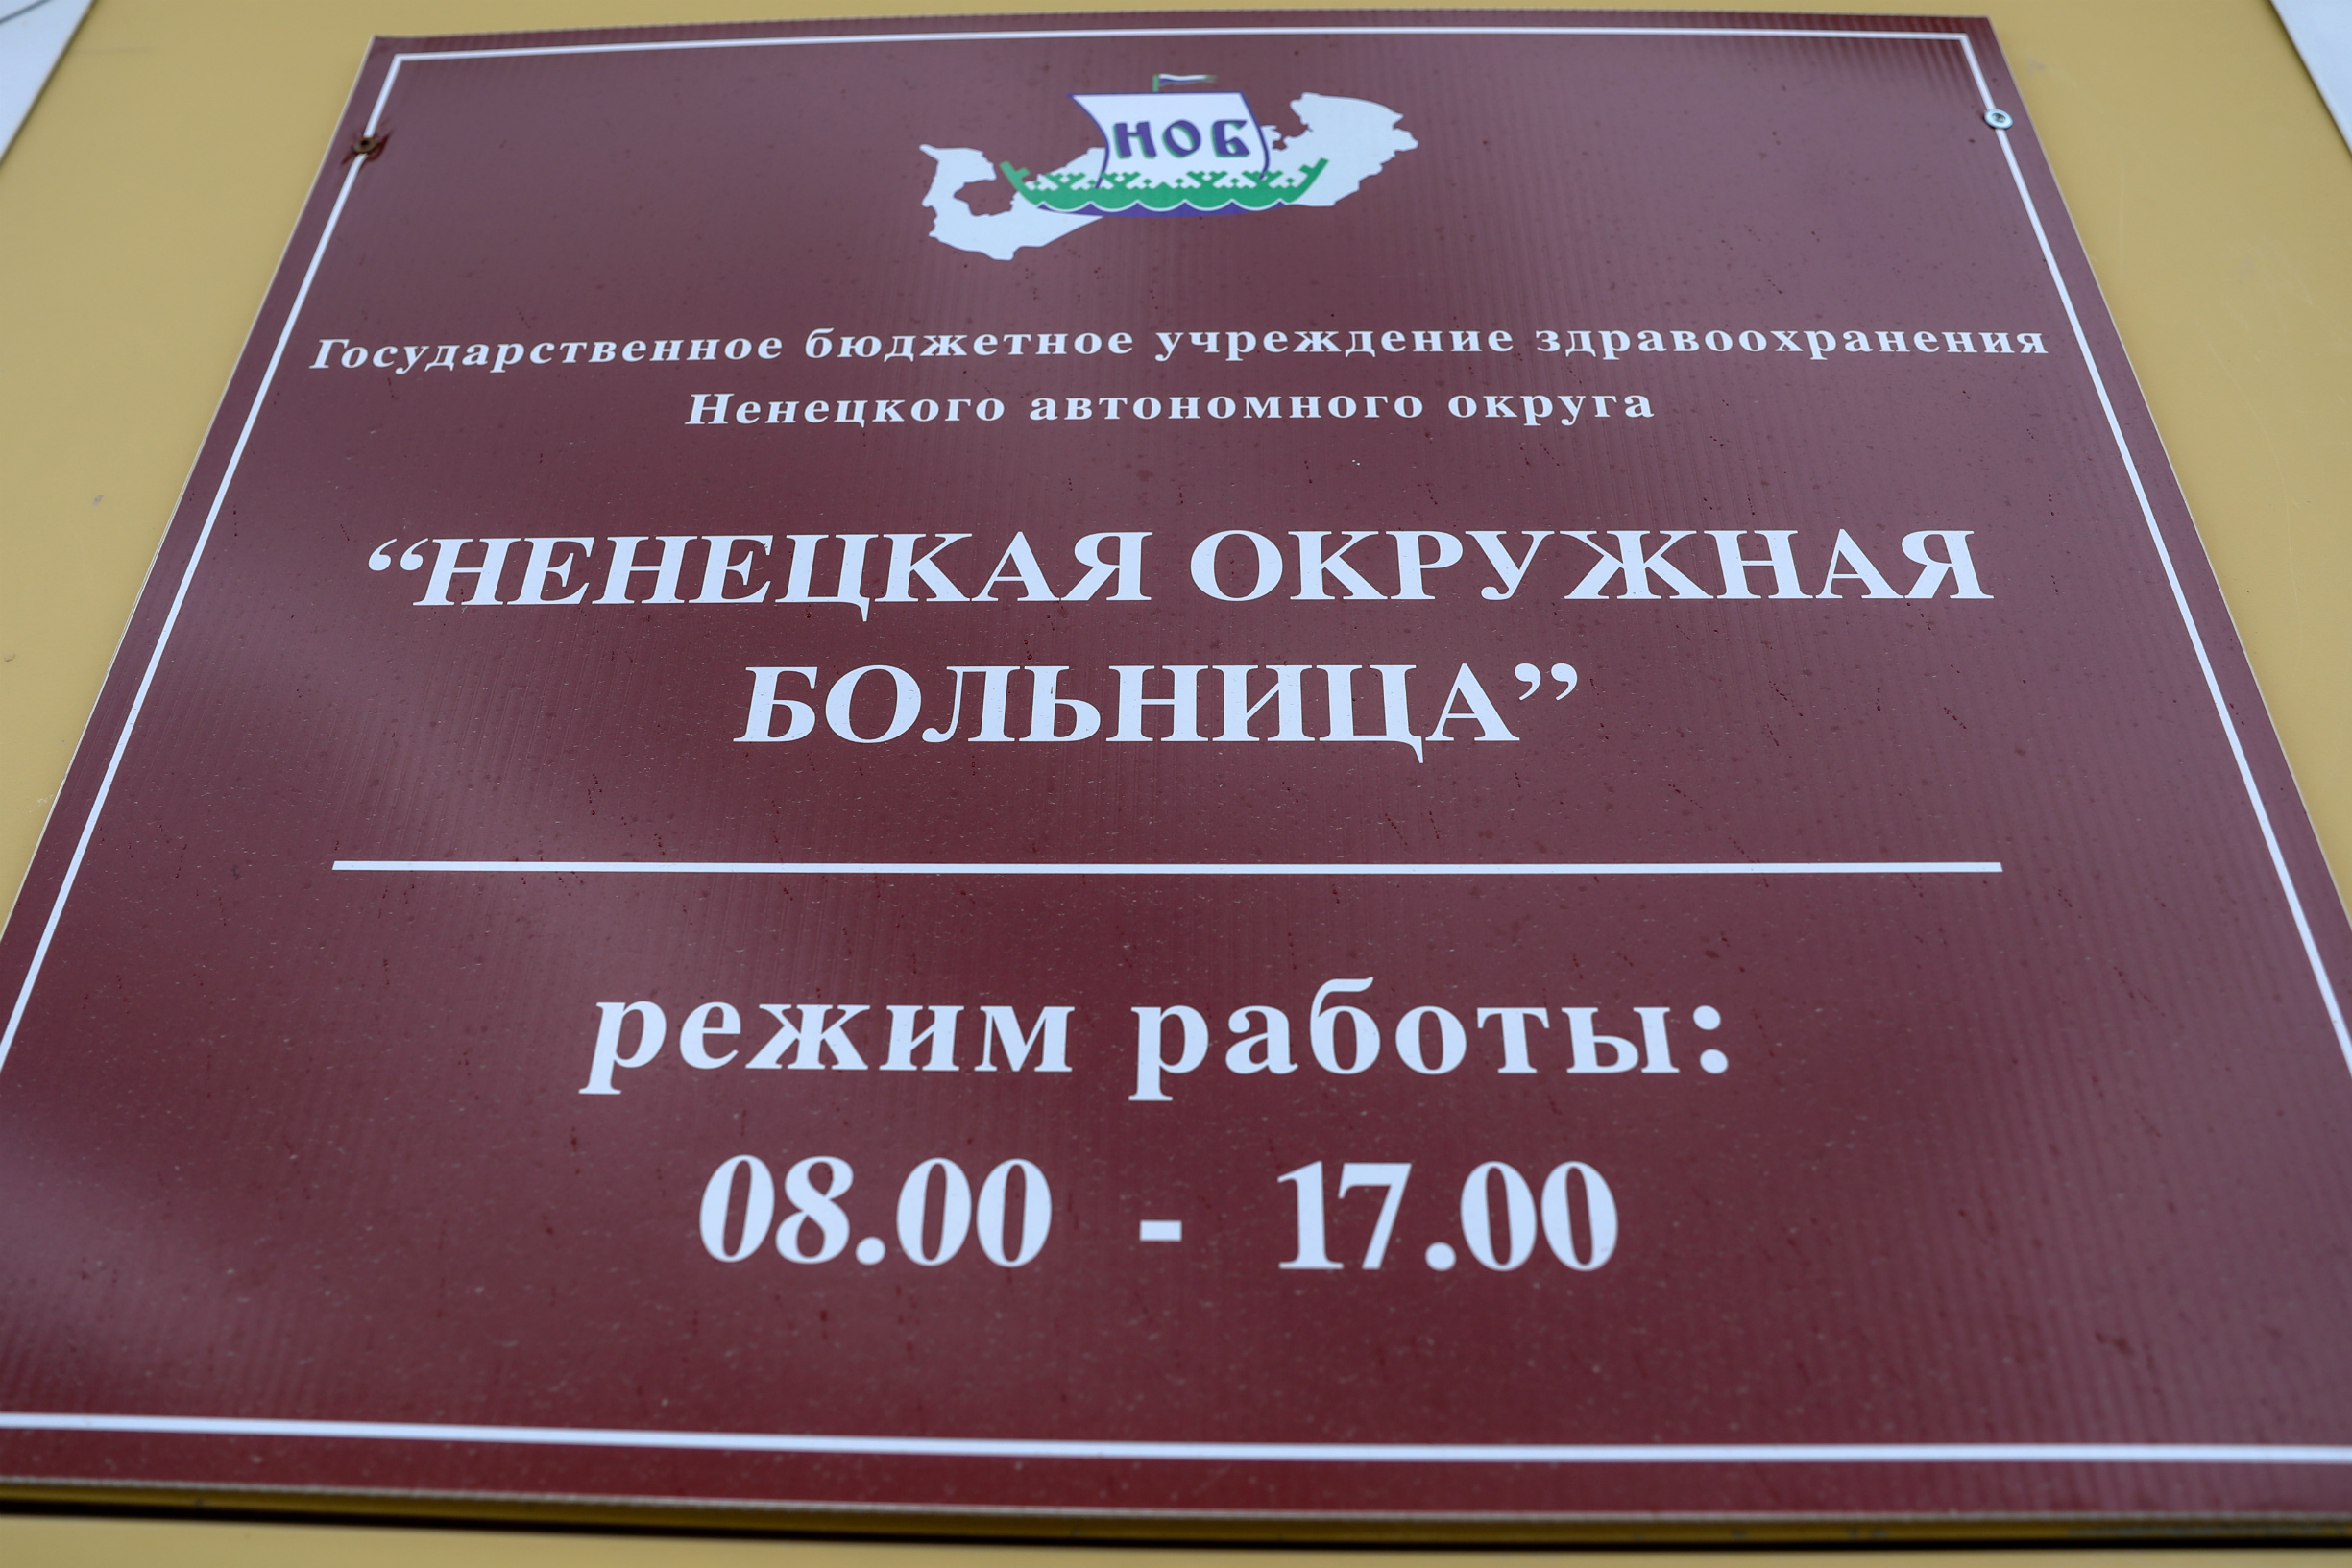 НОБ
Государственное бюджетное учреждение здравоохранения
Ненецкого автономного округа
“НЕНЕЦКАЯ ОКРУЖНАЯ
БОЛЬНИЦА”
режим работы:
08.00 - 17.00